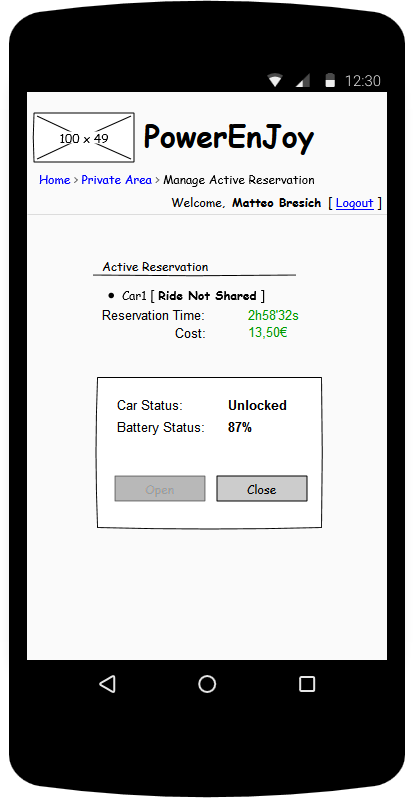 12:30
100 x 49
PowerEnJoy
Home > Private Area > Manage Active Reservation
Welcome, Matteo Bresich [ Logout ]
Active Reservation
• Car1 [ Ride Not Shared ]
Reservation Time: 2h58'32s
Cost: 13,50€
Car Status: Unlocked
Battery Status: 87%
Open Close